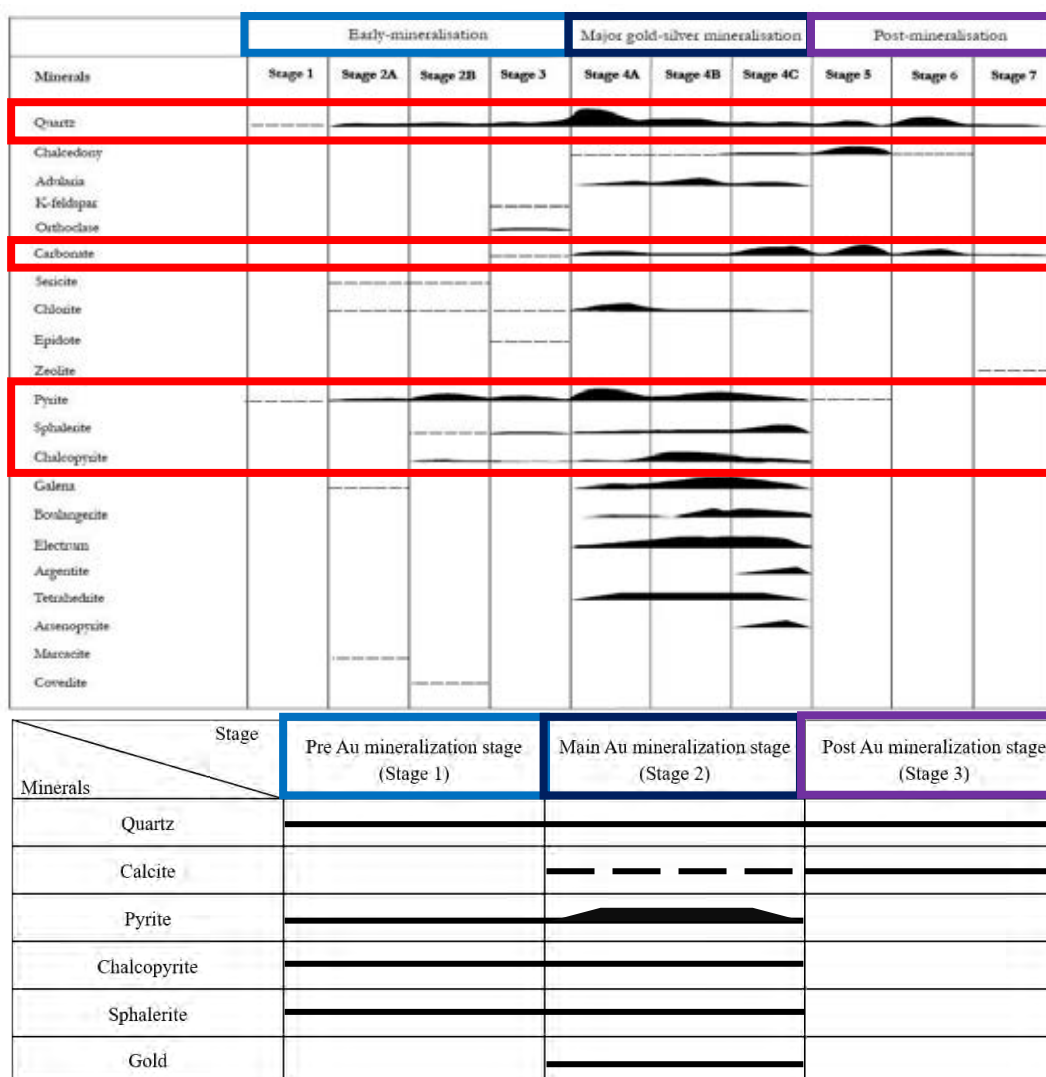 Early-mineralisation Major gold-silver mineralisation Post-mineralisation
Minerals Stage 1 Stage 2A Stage 2B Stage 3 Stage 4A Stage 4B Stage 4C Stage 5 Stage 6 Stage 7
Quartz
Chalcedony
Adularia
K-feldspar
Orthoclase
Carbonate
Sericite
Chlorite
Epidote
Zeolite
Pyrite
Sphalerite
Chalcopyrite
Galena
Boulangerite
Electrum
Argentite
Tetrahedrite
Arsenopyrite
Marcacite
Covellite
Stage
Minerals
Pre Au mineralization stage
(Stage 1)
Main Au mineralization stage
(Stage 2)
Post Au mineralization stage
(Stage 3)
Quartz
Calcite
Pyrite
Chalcopyrite
Sphalerite
Gold